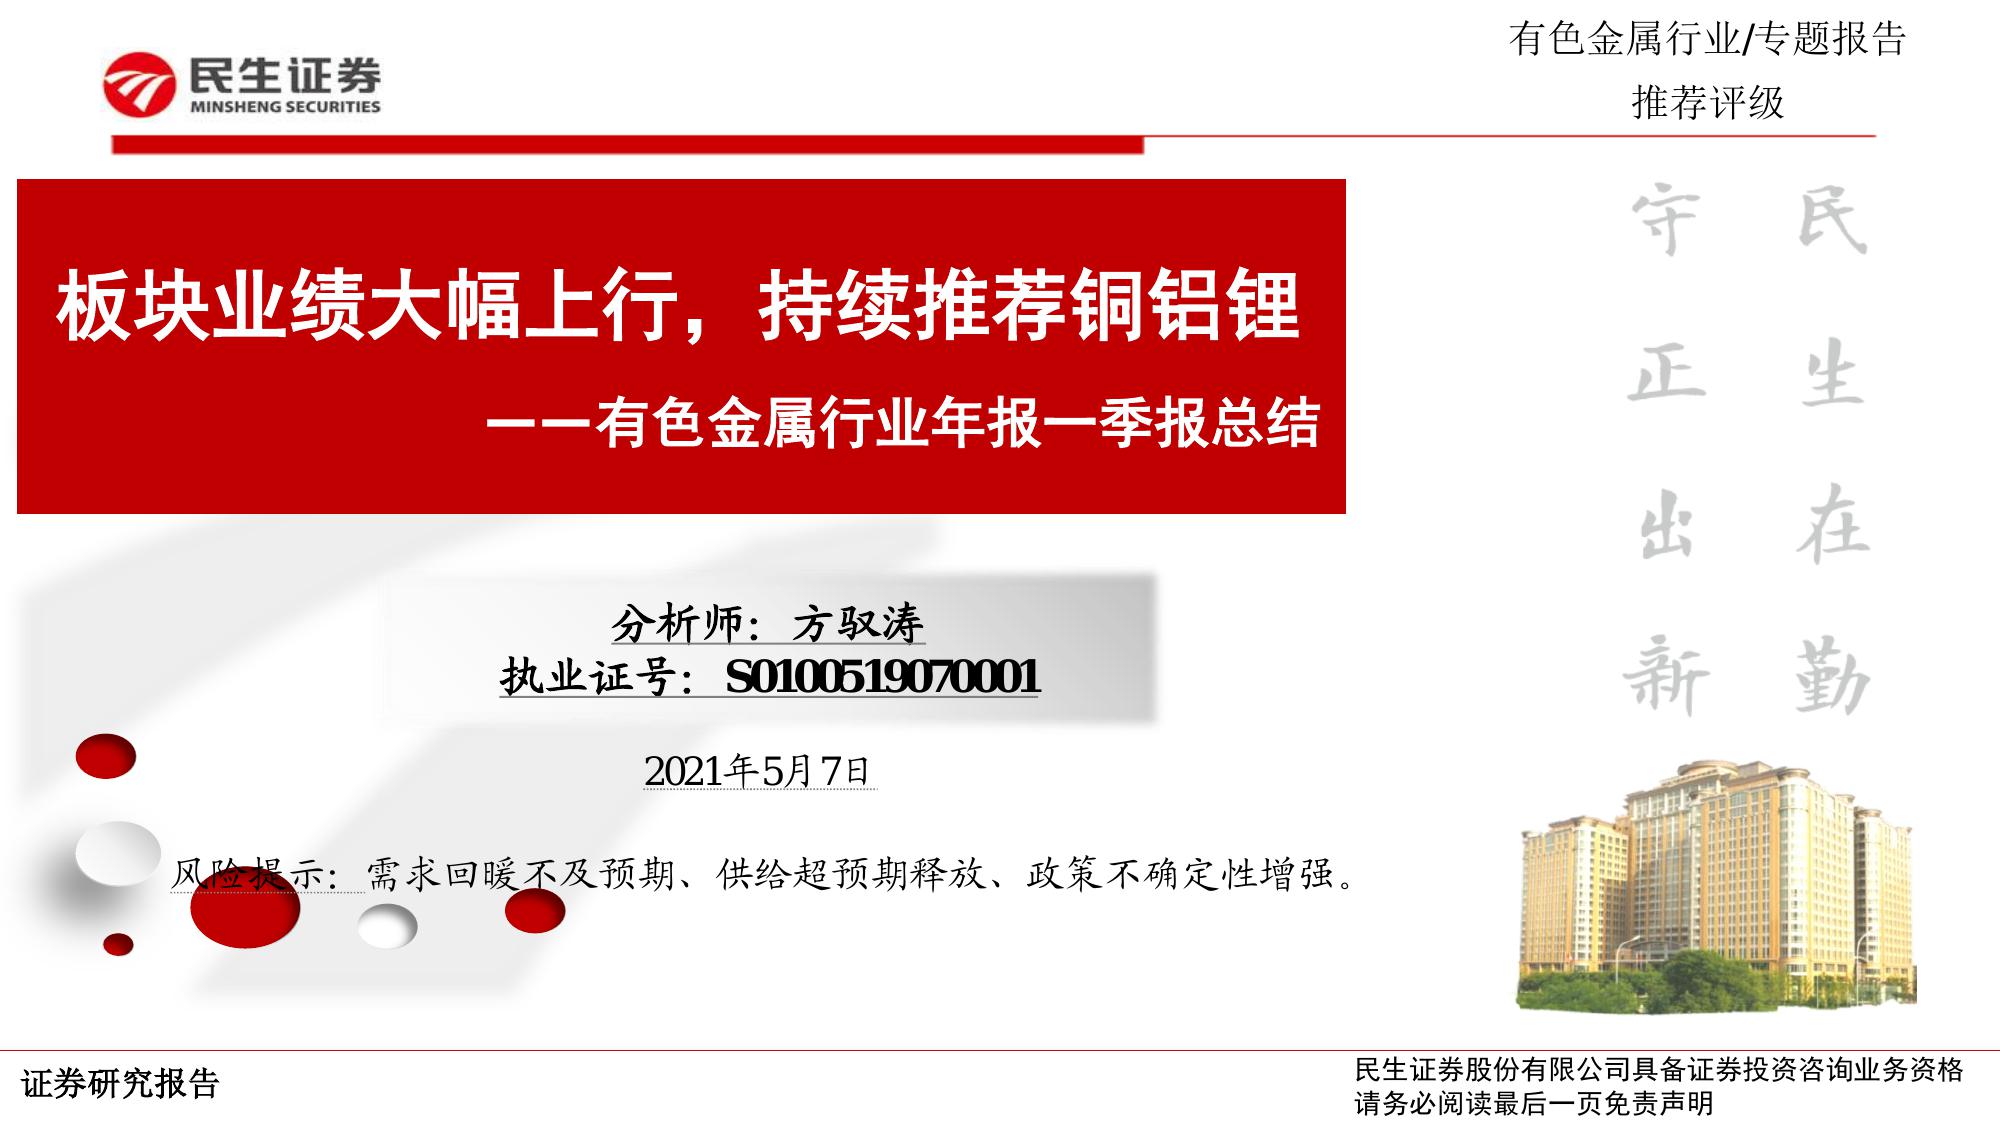 民生证券
MINSHENG SECURITIES
有色金属行业/专题报告
推荐评级
板块业绩大幅上行，持续推荐铜铝锂
——有色金属行业年报一季报总结
民生在勤
守正出新
分析师：方驭涛
执业证号：S0100519070001
2021年5月7日
风险提示：需求回暖不及预期、供给超预期释放、政策不确定性增强。
证券研究报告
民生证券股份有限公司具备证券投资咨询业务资格
请务必阅读最后一页免责声明